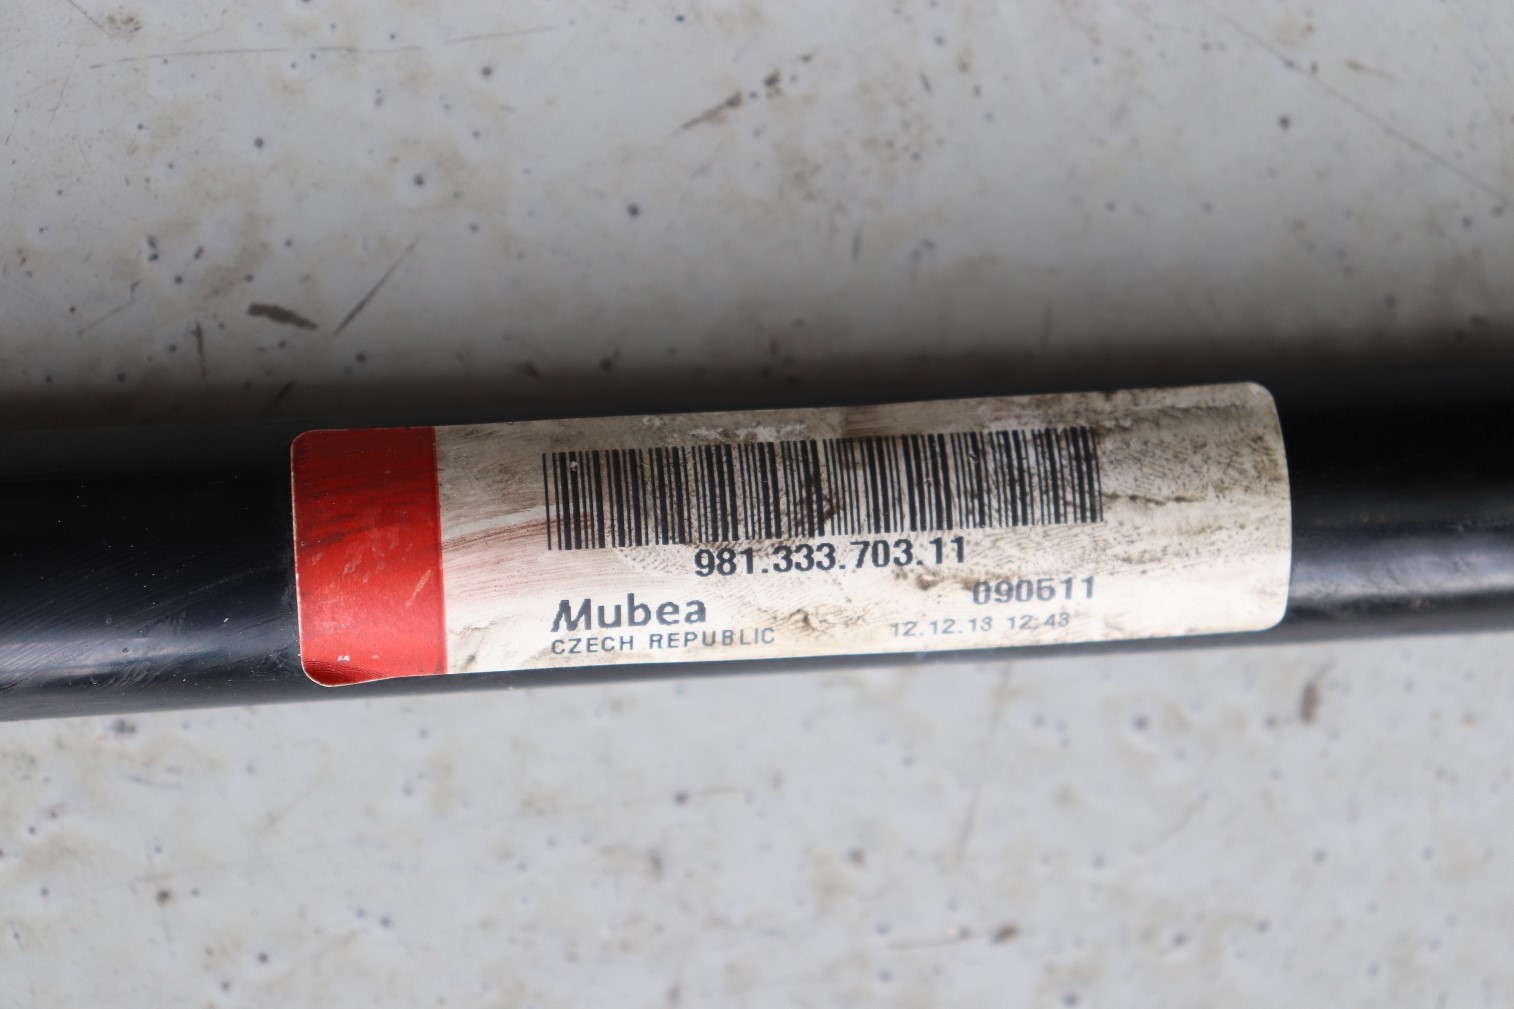 981.333.703.11
090511
Mubea
CZECH REPUBLIC
12.12.13 12:43